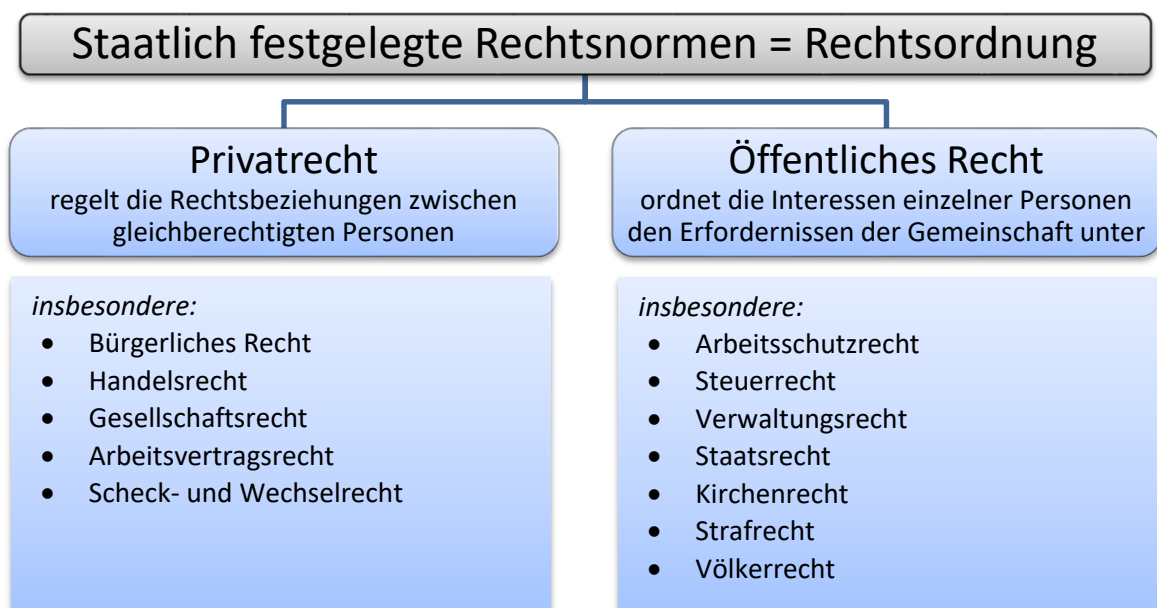 Staatlich festgelegte Rechtsnormen = Rechtsordnung
Privatrecht
regelt die Rechtsbeziehungen zwischen
gleichberechtigten Personen
Öffentliches Recht
ordnet die Interessen einzelner Personen
den Erfordernissen der Gemeinschaft unter
insbesondere:
• Bürgerliches Recht
• Handelsrecht
• Gesellschaftsrecht
• Arbeitsvertragsrecht
• Scheck- und Wechselrecht
insbesondere:
• Arbeitsschutzrecht
• Steuerrecht
• Verwaltungsrecht
• Staatsrecht
• Kirchenrecht
• Strafrecht
• Völkerrecht